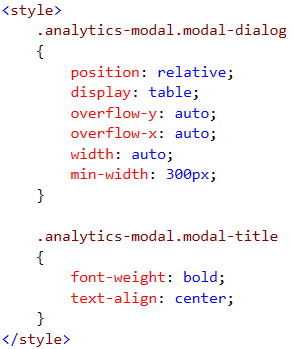 <style>
.analytics-modal.modal-dialog
{
position: relative;
display: table;
overflow-y: auto;
overflow-x: auto;
width: auto;
min-width: 300px;
}
.analytics-modal.modal-title
{
font-weight: bold;
text-align: center;
}
</style>